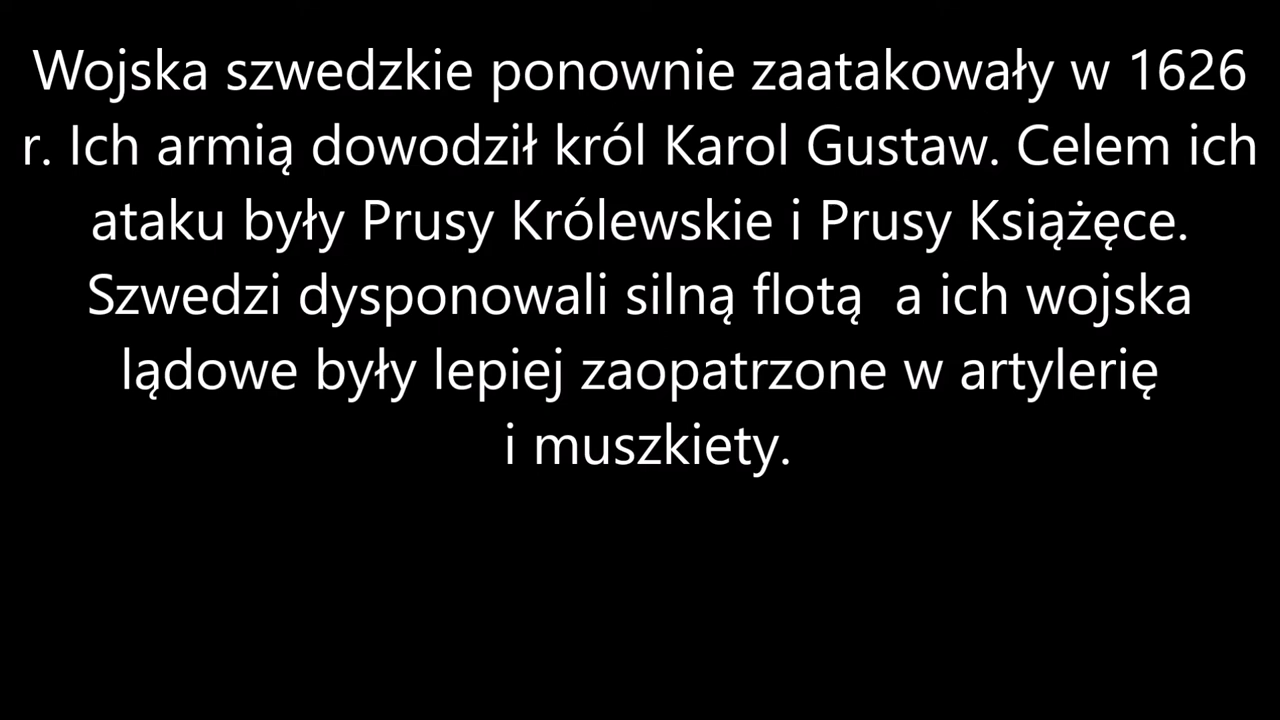 Wojska szwedzkie ponownie zaatakowały w 1626
r. Ich armią dowodził król Karol Gustaw. Celem ich
ataku były Prusy Królewskie i Prusy Książęce.
Szwedzi dysponowali silną flotą  a ich wojska
lądowe były lepiej zaopatrzone w artylerię
i muszkiety.